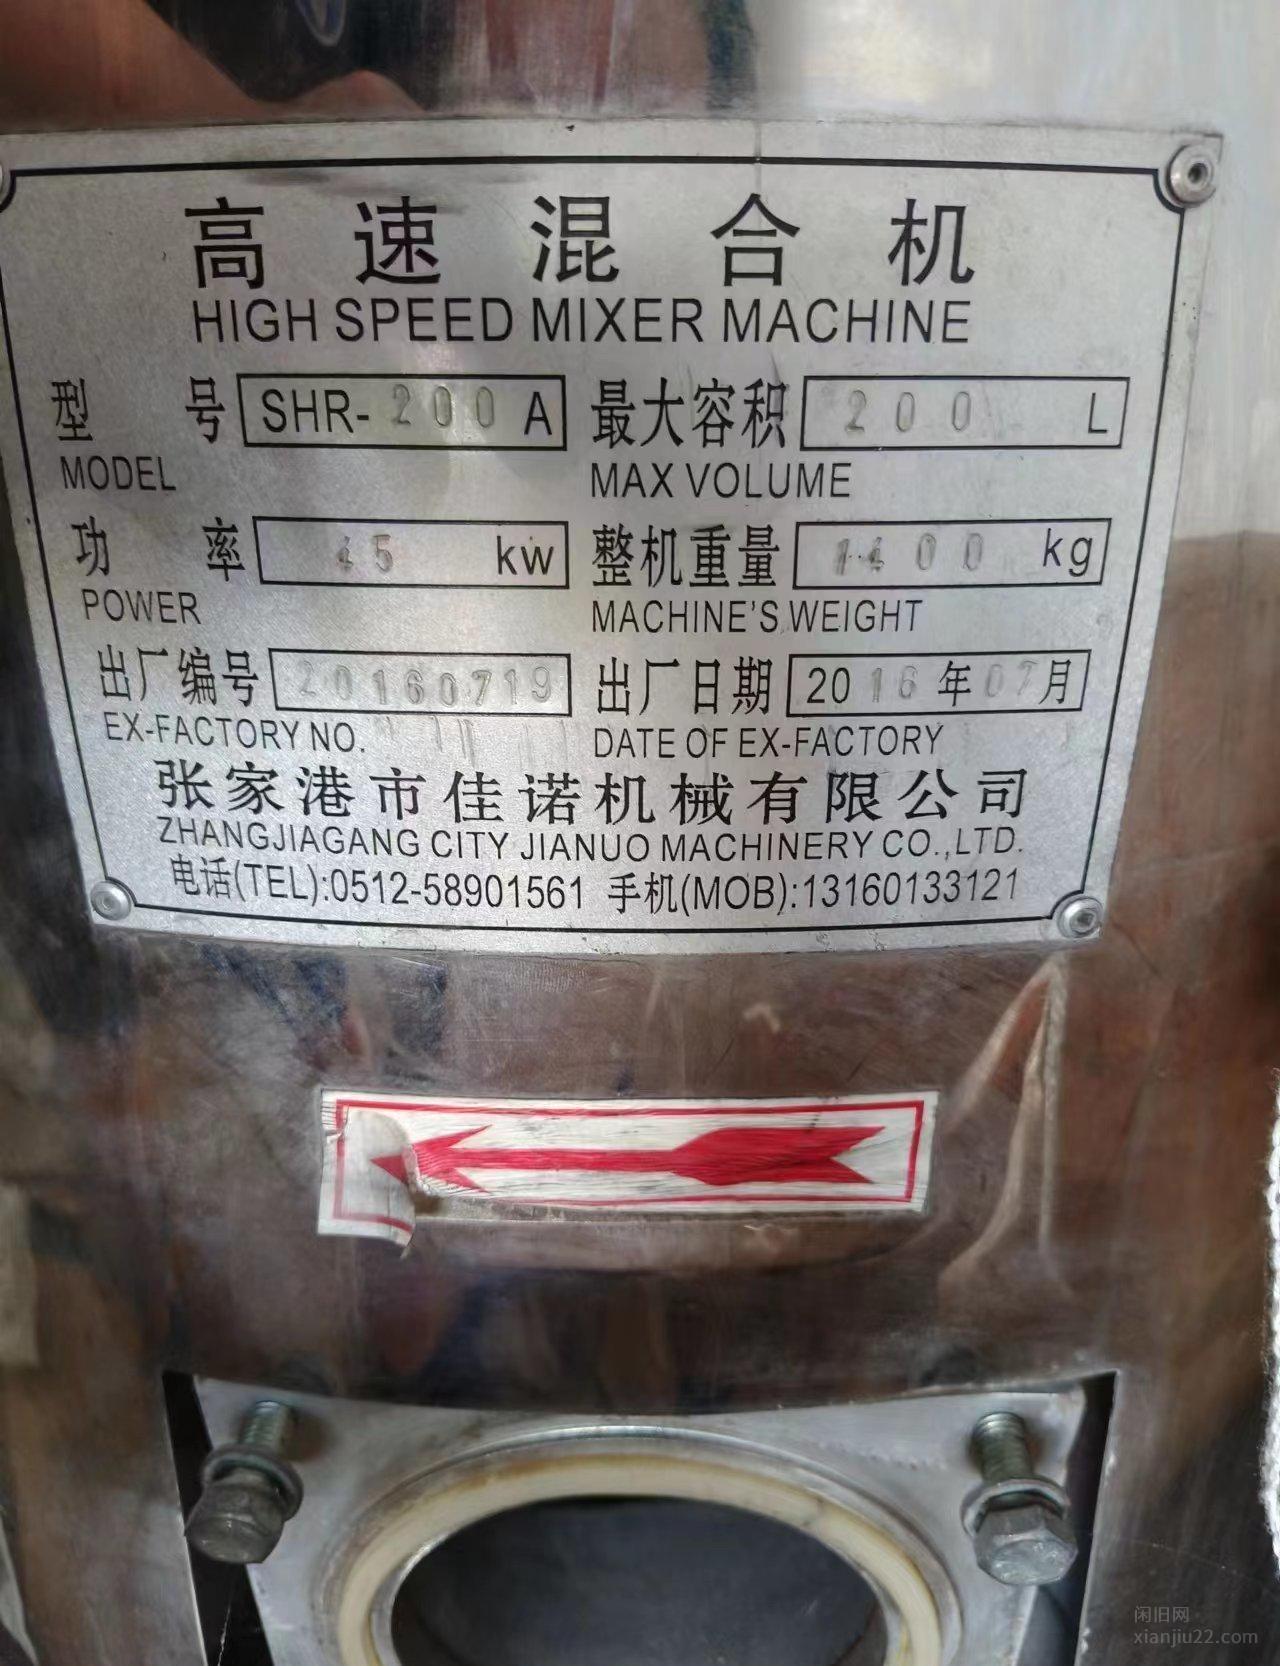 高速混合机
HIGH SPEED MIXER MACHINE
型号 SHR-200A 最大容积 200 L
MODEL MAX VOLUME
功率 45 kw 整机重量 1400 kg
POWER MACHINE'S WEIGHT
出厂编号 20160719 出厂日期 2016年07月
EX-FACTORY NO. DATE OF EX-FACTORY
张家港市佳诺机械有限公司
ZHANGJIAGANG CITY JIANUO MACHINERY CO.,LTD.
电话(TEL):0512-58901561 手机(MOB):13160133121
闲旧网
xianjiu22.com